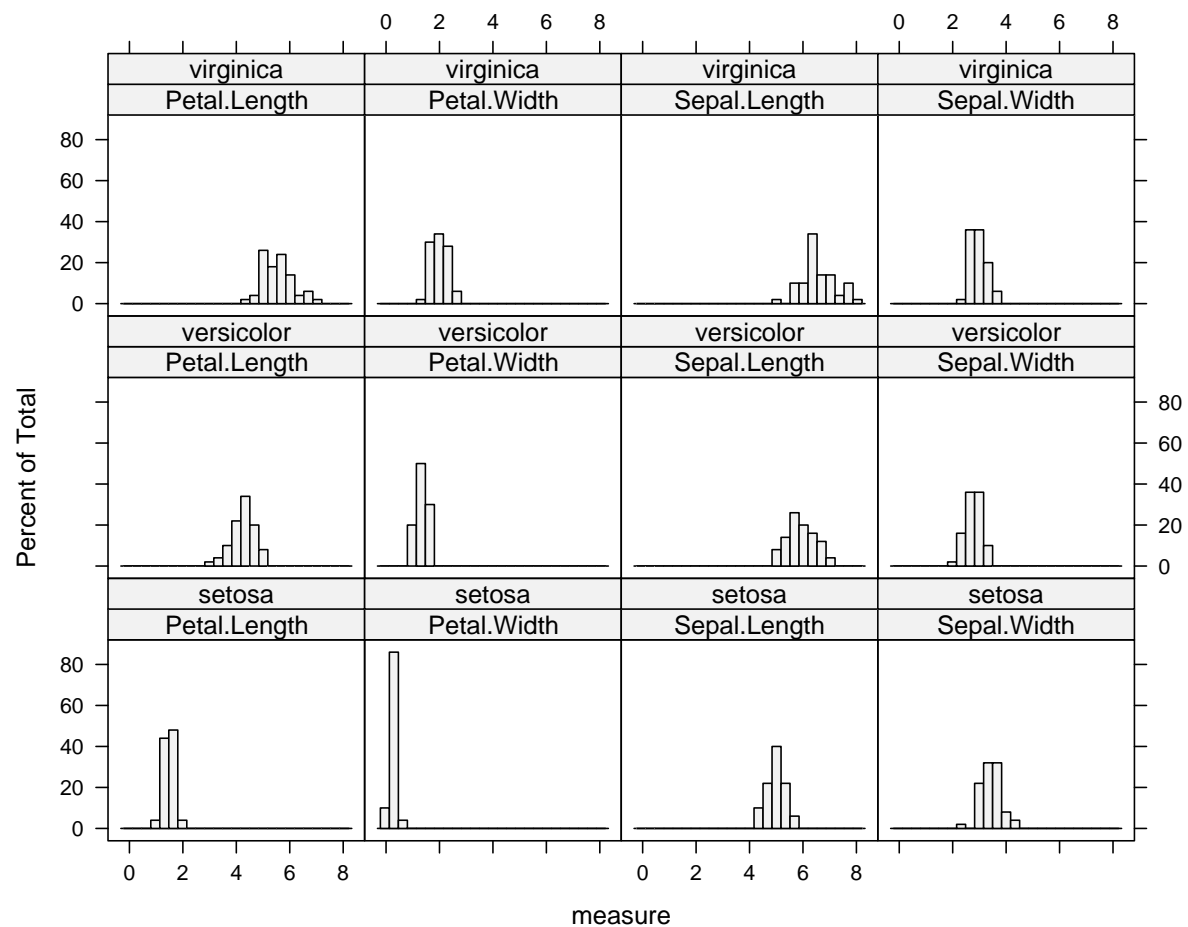 0 2 4 6 8 0 2 4 6 8
virginica virginica virginica virginica
Petal.Length Petal.Width Sepal.Length Sepal.Width
80
60
40
20
0
versicolor versicolor versicolor versicolor
Petal.Length Petal.Width Sepal.Length Sepal.Width
Percent of Total
80
60
40
20
0
setosa setosa setosa setosa
Petal.Length Petal.Width Sepal.Length Sepal.Width
80
60
40
20
0
0 2 4 6 8 0 2 4 6 8
measure